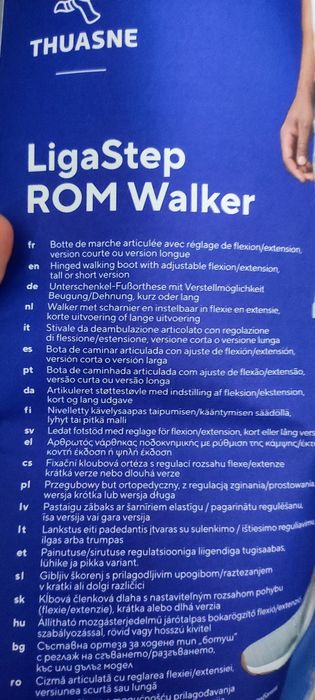 THUASNE
LigaStep
ROM Walker
fr Botte de marche articulée avec réglage de flexion/extension,
version courte ou version longue
en Hinged walking boot with adjustable flexion/extension,
tall or short version
de Unterschenkel-Fußorthese mit Verstellmöglichkeit
Beugung/Dehnung, kurz oder lang
nl Walker met scharnier en instelbaar in flexie en extensie,
korte uitvoering of lange uitvoering
it Stivale da deambulazione articolato con regolazione
di flessione/estensione, versione corta o versione lunga
es Bota de caminar articulada con ajuste de flexión/extensión,
versión corta o versión larga
pt Bota de caminhada articulada com ajuste de flexão/extensão,
versão curta ou versão longa
da Artikuleret støttestøvle med indstilling af fleksion/ekstension,
kort og lang udgave
fi Nivelletty kävelysaapas taipumisen/kääntymisen säädöllä,
lyhyt tai pitkä malli
sv Ledat fotstöd med reglage för flexion/extension, kort eller lång vers
el Αρθρωτός νάρθηκας ποδοκνημικής με ρύθμιση της κάμψης/έκτ
κοντή έκδοση ή ψηλή έκδοση
cs Fixační kloubová ortéza s regulací rozsahu flexe/extenze
krátká verze nebo dlouhá verze
pl Przegubowy but ortopedyczny, z regulacją zginania/prostowania
wersja krótka lub wersja długa
lv Pastaigu zābaks ar šarnīriem elastīgu / pagarinātu regulēšanu,
īsa versija vai gara versija
lt Lankstus eiti padedantis įtvaras su sulenkimo / ištiesimo reguliavimu
ilgas arba trumpas
et Painutuse/sirutuse regulatsiooniga liigendiga tugisaabas,
lühike ja pikk variant.
sl Gibljiv škorenj s prilagodljivim upogibom/raztezanjem
v kratki ali dolgi različici
sk Kĺbová členková dlaha s nastaviteľným rozsahom pohybu
(flexie/extenzie), krátka alebo dlhá verzia
hu Állítható mozgásterjedelmű járótalpas bokarögzítő flexió/extenz
szabályozással, rövid vagy hosszú kivitel
bg Съставна ортеза за ходене тип „ботуш"
с регулаж на сгъването/разгъването,
къс или дълъг модел
ro Cizmă articulată cu reglarea flexiei/extensiei,
versiunea scurtă sau lungă